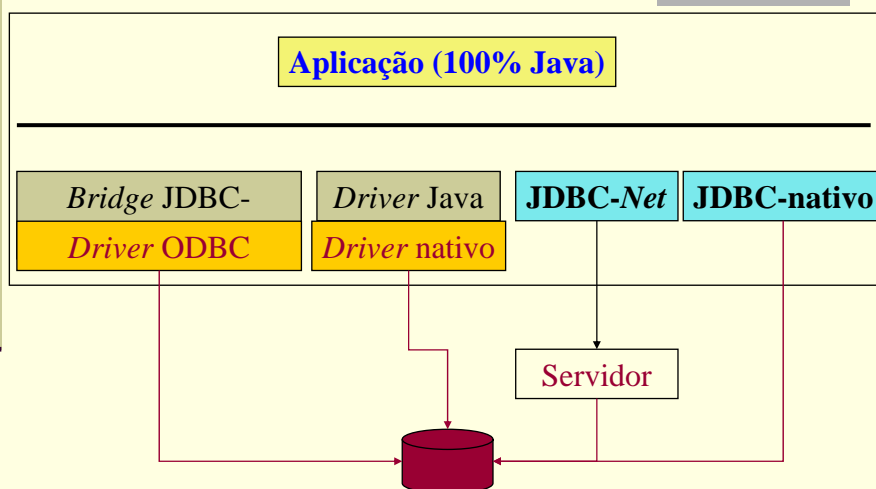 Aplicação (100% Java)
Bridge JDBC-
Driver ODBC
Driver Java
Driver nativo
JDBC-Net
JDBC-nativo
Servidor